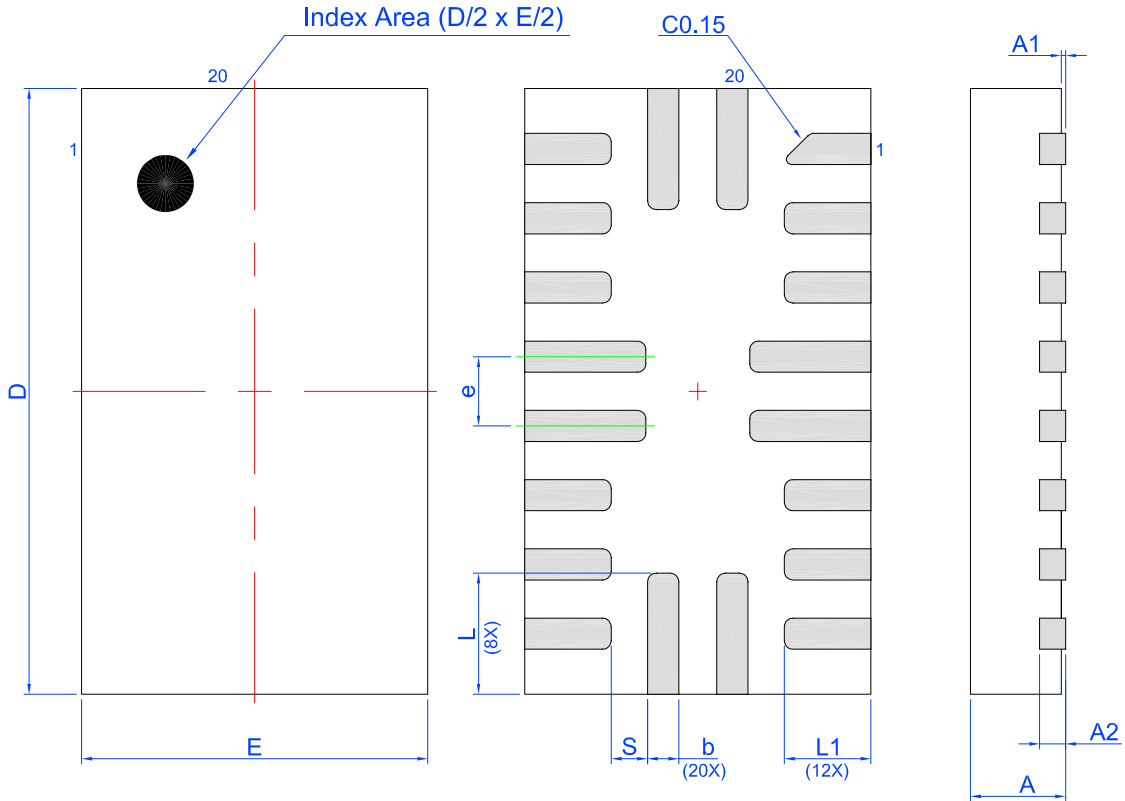 Index Area (D/2 x E/2)
C0.15
A1
20
20
1
1
D
e
L
(8X)
E
S
b
(20X)
L1
(12X)
A2
A